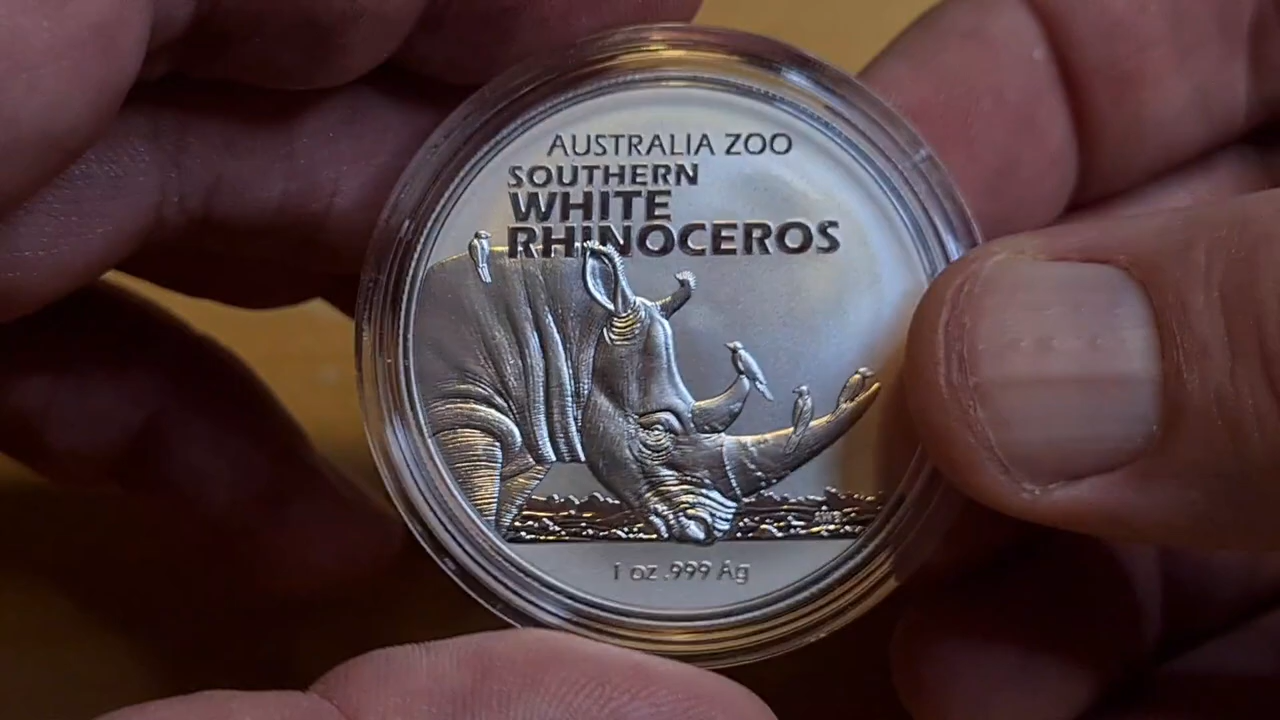 AUSTRALIA ZOO
SOUTHERN
WHITE
RHINOCEROS
1 oz .999 Ag